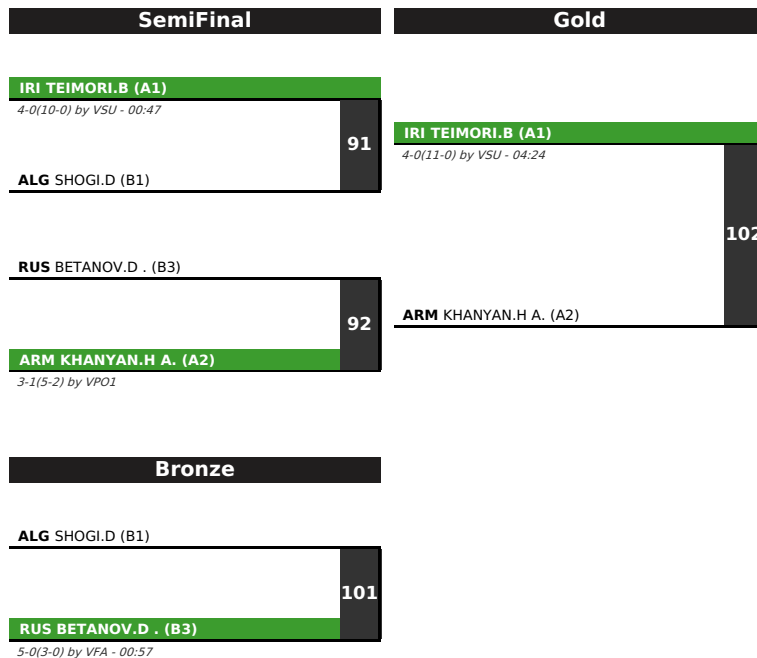 SemiFinal
IRI TEIMORI.B (A1)
4-0(10-0) by VSU - 00:47
91
ALG SHOGI.D (B1)
RUS BETANOV.D . (B3)
92
ARM KHANYAN.H A. (A2)
3-1(5-2) by VPO1
Gold
IRI TEIMORI.B (A1)
4-0(11-0) by VSU - 04:24
102
ARM KHANYAN.H A. (A2)
Bronze
ALG SHOGI.D (B1)
101
RUS BETANOV.D . (B3)
5-0(3-0) by VFA - 00:57